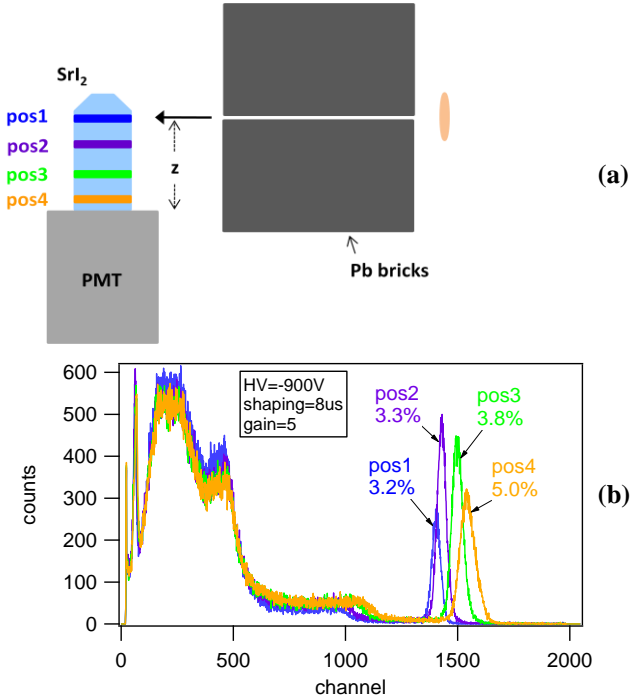 SrI2
pos1
pos2
pos3
pos4
z
PMT
Pb bricks
(a)
600
500
400
300
200
100
0
counts
HV=-900V
shaping=8us
gain=5
pos2
3.3%
pos3
3.8%
pos1
3.2%
pos4
5.0%
(b)
0
500
1000
1500
2000
channel